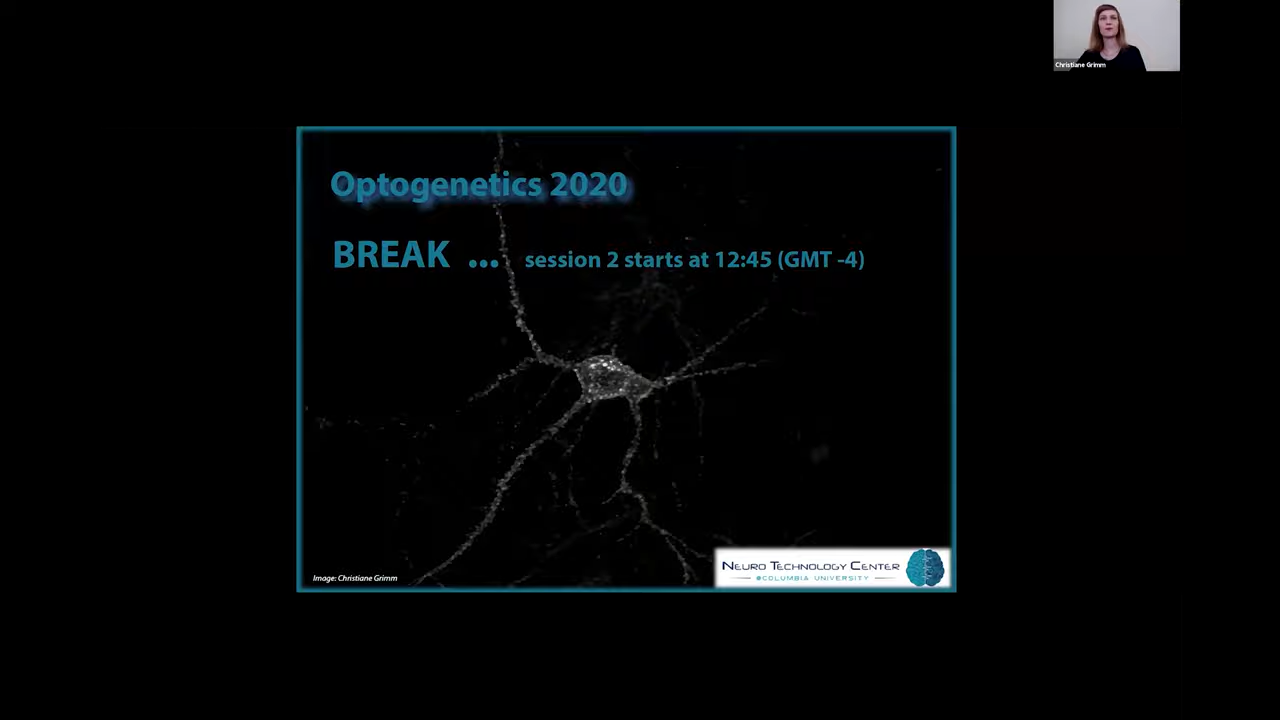 Christiane Grimm
Optogenetics 2020
BREAK ... session 2 starts at 12:45 (GMT -4)
Image: Christiane Grimm
NEURO TECHNOLOGY CENTER
@COLUMBIA UNIVERSITY